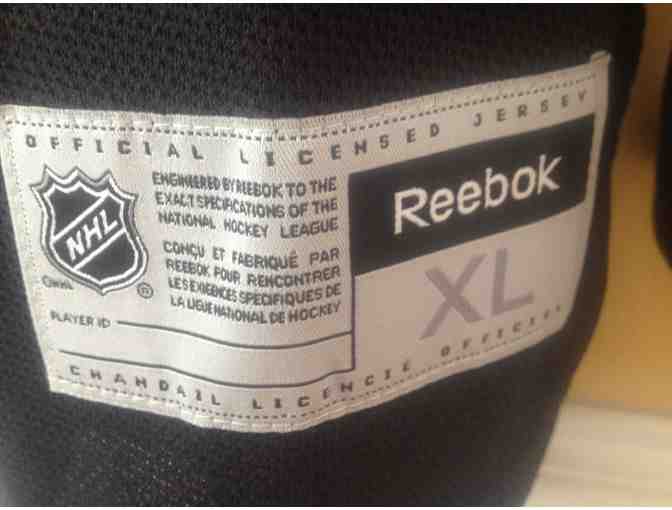 OFFICIAL LICENSED JERSEY
NHL
©NHL
®
ENGINEERED BY REEBOK TO THE
EXACT SPECIFICATIONS OF THE
NATIONAL HOCKEY LEAGUE
CONÇU ET FABRIQUÉ PAR
REEBOK POUR RENCONTRER
LES EXIGENCES SPECIFIQUES DE
LA LIGUE NATIONAL DE HOCKEY
PLAYER ID
Reebok
XL
CHANDAIL LICENCIÉ OFFICIEL